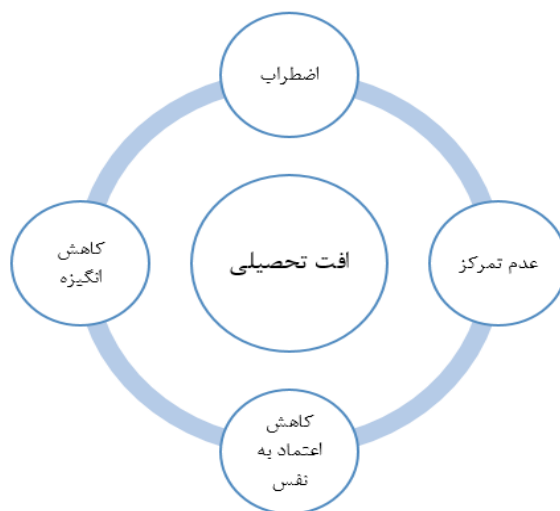 اضطراب
عدم تمرکز
افت تحصیلی
کاهش
انگیزه
کاهش
اعتماد به
نفس